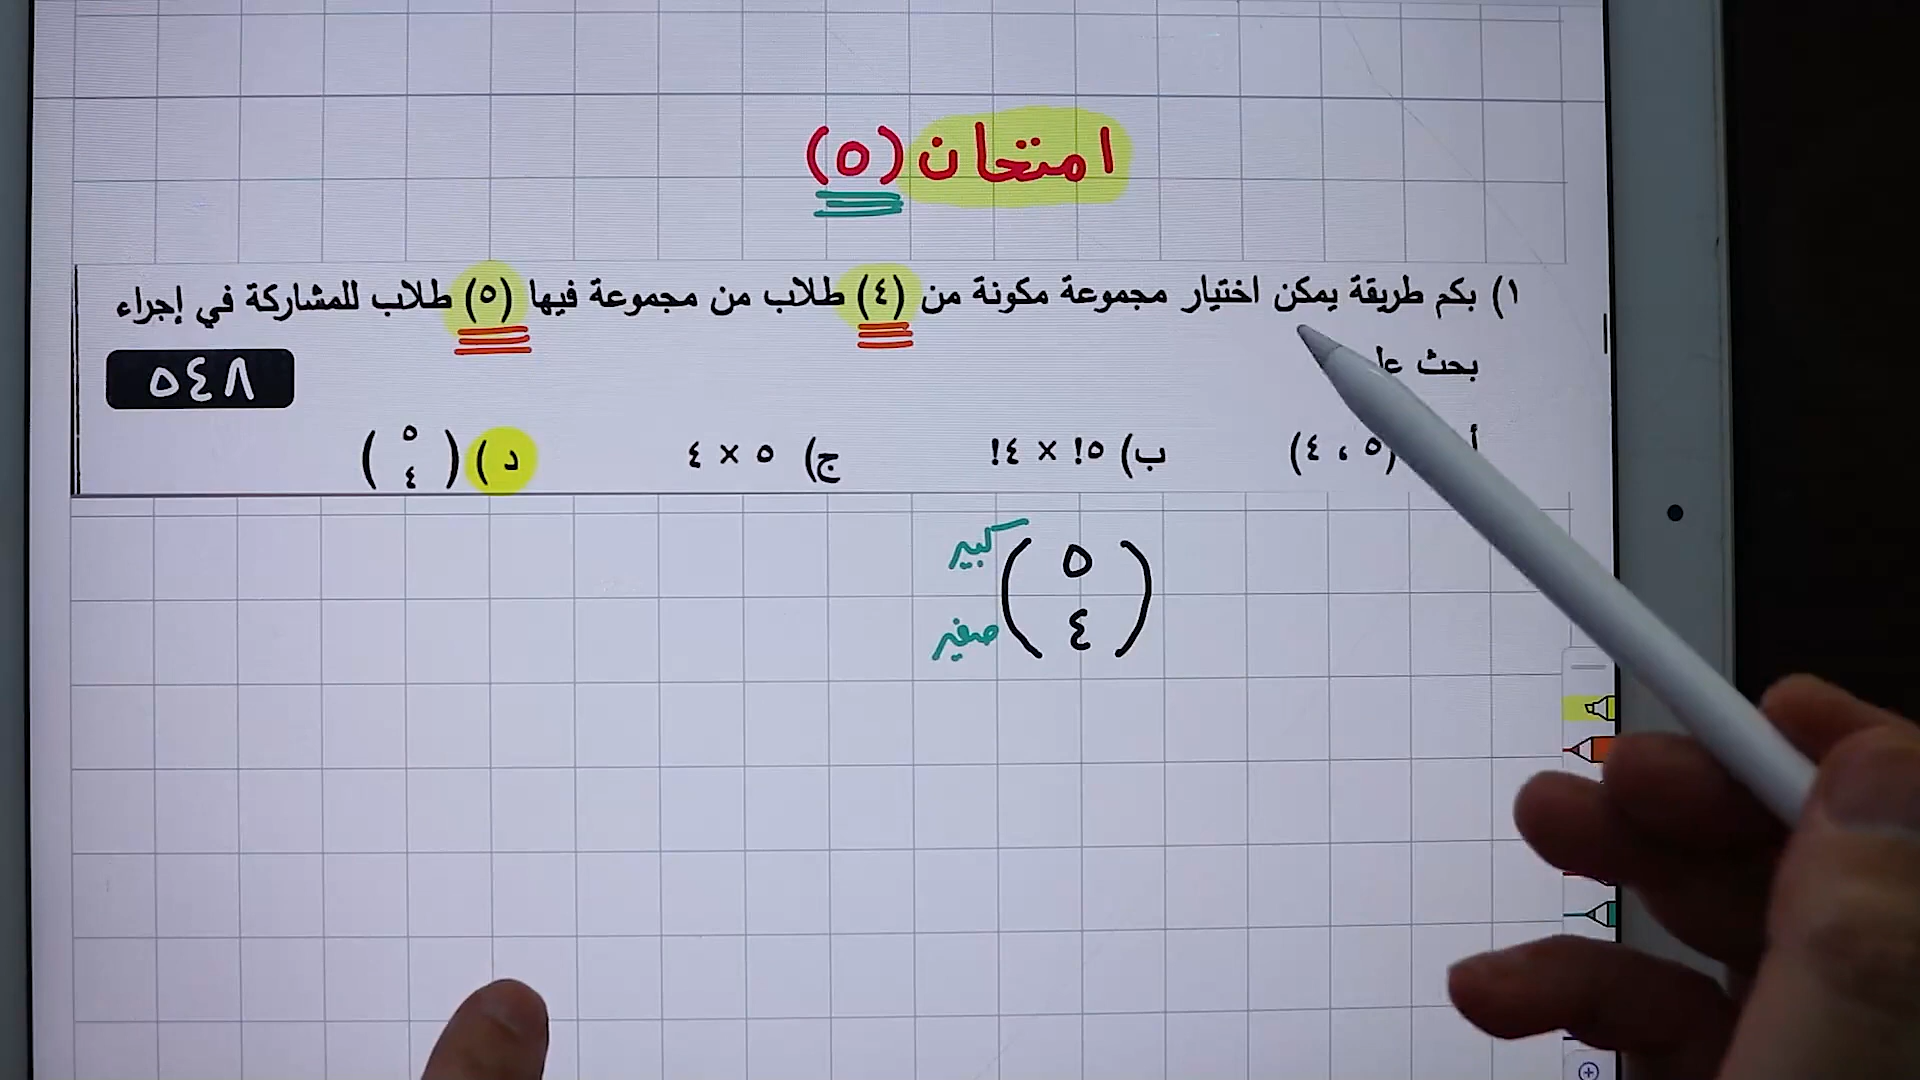 امتحان (٥)
١) بكم طريقة يمكن اختيار مجموعة مكونة من (٤) طلاب من مجموعة فيها (٥) طلاب للمشاركة في إجراء
بحث
٥٤٨
(٥ ، ٤) ب) ٥! × ٤! ج) ٥ × ٤ د) (٥ ٤)
كبير (٥
صغير ٤)